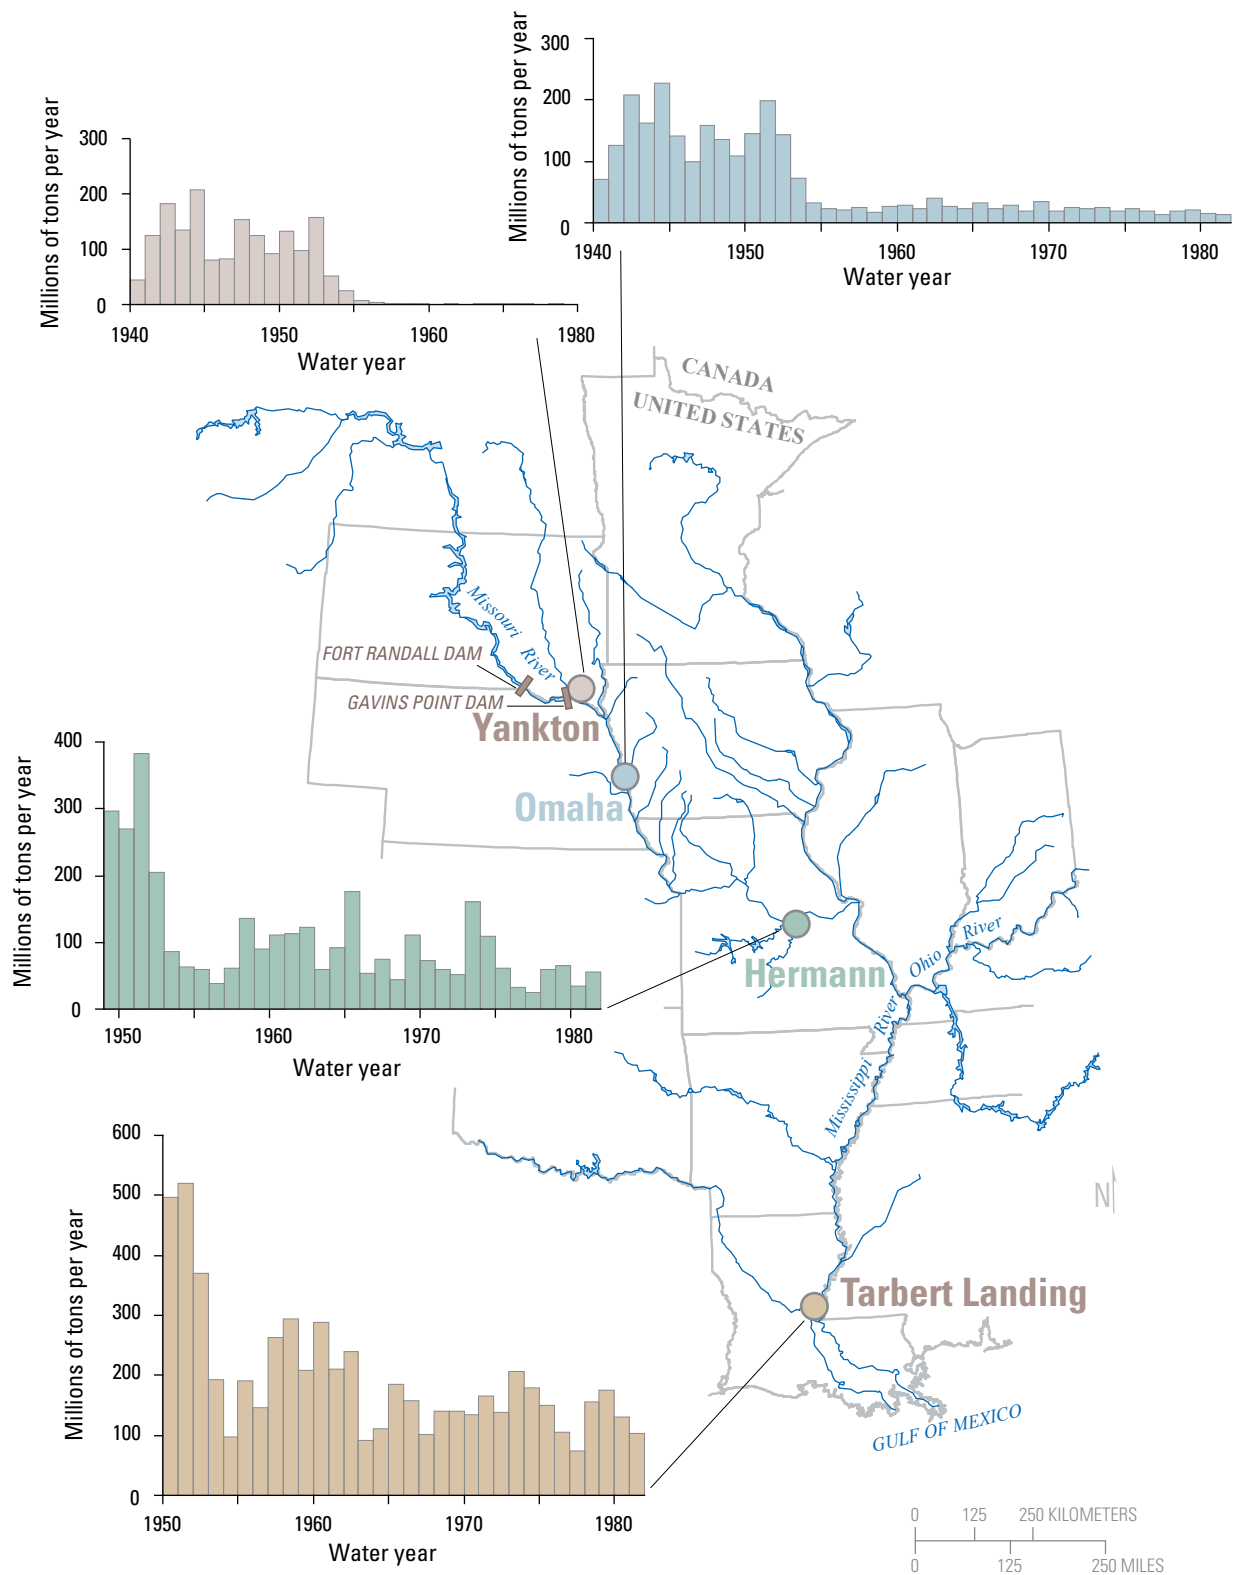 Millions of tons per year
300
200
100
0
1940
1950
1960
1970
1980
Water year
Millions of tons per year
300
200
100
0
1940
1950
1960
1980
Water year
CANADA
UNITED STATES
Missouri River
FORT RANDALL DAM
GAVINS POINT DAM
Yankton
Omaha
Millions of tons per year
400
300
200
100
0
1950
1960
1970
1980
Water year
Hermann
Ohio River
Mississippi River
Millions of tons per year
600
500
400
300
200
100
0
1950
1960
1970
1980
Water year
N
Tarbert Landing
GULF OF MEXICO
0 125 250 KILOMETERS
0 125 250 MILES